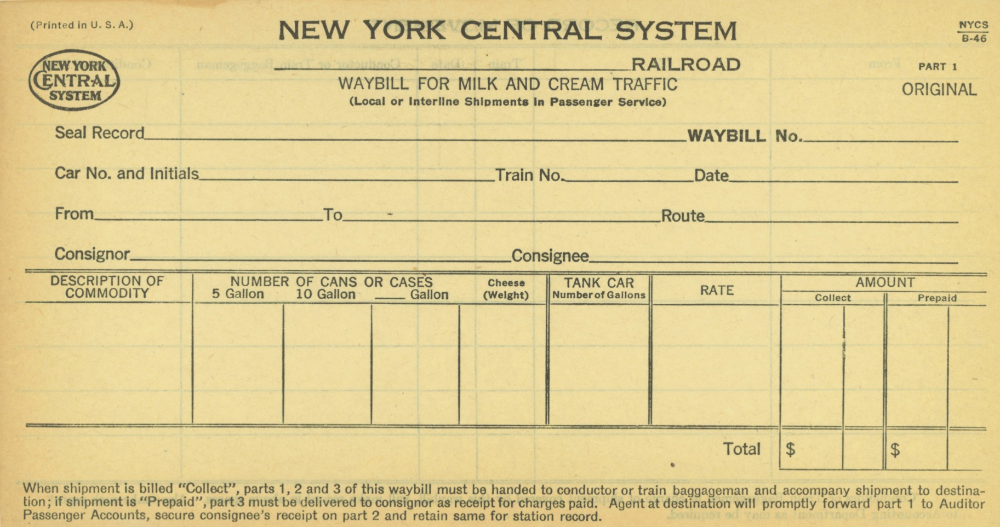 (Printed in U. S. A.)
NEW YORK CENTRAL SYSTEM
NYCS
B-46
NEW YORK
CENTRAL
SYSTEM
RAILROAD
WAYBILL FOR MILK AND CREAM TRAFFIC
(Local or Interline Shipments in Passenger Service)
PART 1
ORIGINAL
Seal Record WAYBILL No.
Car No. and Initials Train No. Date
From To Route
Consignor Consignee
DESCRIPTION OF
COMMODITY
NUMBER OF CANS OR CASES
5 Gallon 10 Gallon ____ Gallon
Cheese
(Weight)
TANK CAR
Number of Gallons
RATE
AMOUNT
Collect Prepaid
Total $ $
When shipment is billed “Collect”, parts 1, 2 and 3 of this waybill must be handed to conductor or train baggageman and accompany shipment to destina-
tion; if shipment is “Prepaid”, part 3 must be delivered to consignor as receipt for charges paid. Agent at destination will promptly forward part 1 to Auditor
Passenger Accounts, secure consignee’s receipt on part 2 and retain same for station record.